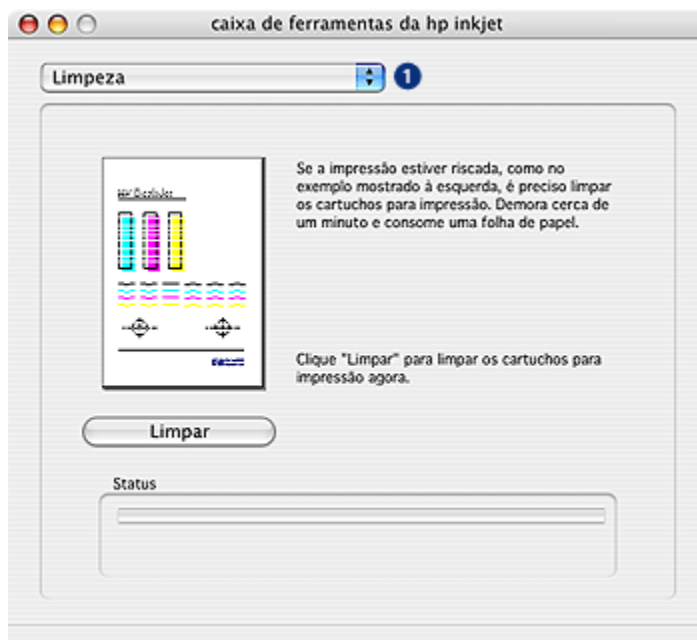 caixa de ferramentas da hp inkjet
Limpeza
1
Se a impressão estiver riscada, como no
exemplo mostrado à esquerda, é preciso limpar
os cartuchos para impressão. Demora cerca de
um minuto e consome uma folha de papel.
Clique "Limpar" para limpar os cartuchos para
impressão agora.
Limpar
Status